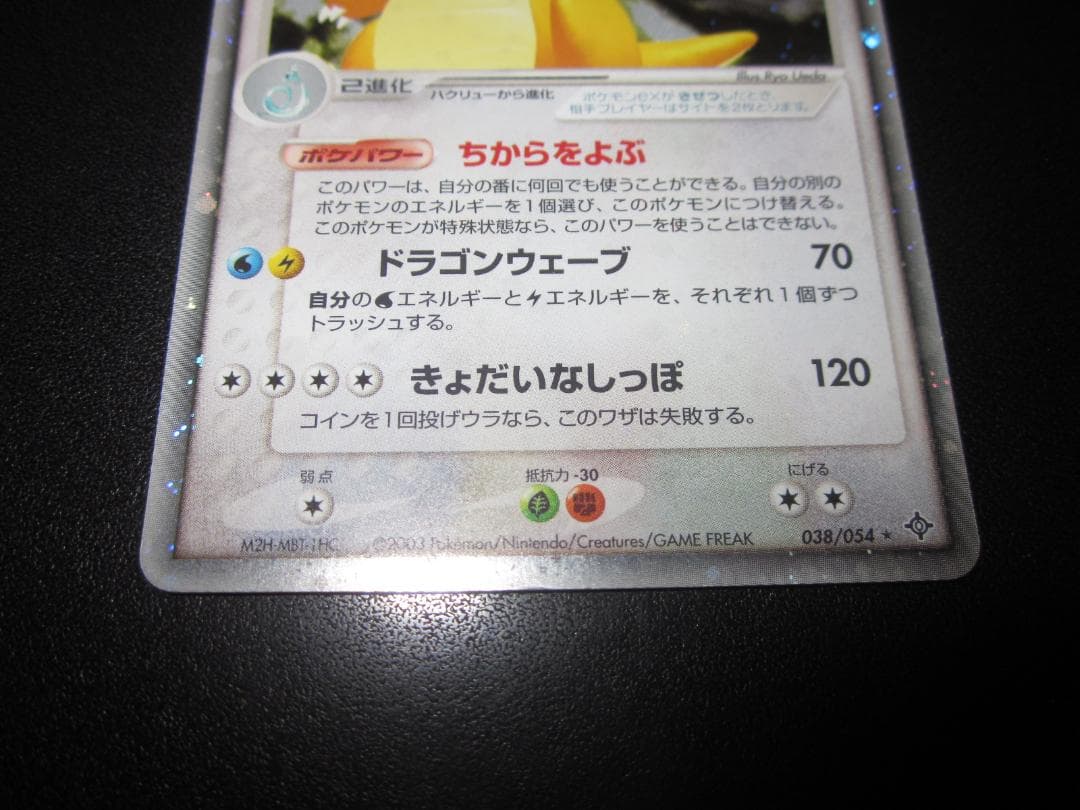 Illus. Ryo Ueda
2進化 ハクリューから進化
ポケモンexがきぜつしたとき、
相手プレイヤーはサイドを2枚とります。
ポケパワー ちからをよぶ
このパワーは、自分の番に何回でも使うことができる。自分の別の
ポケモンのエネルギーを1個選び、このポケモンにつけ替える。
このポケモンが特殊状態なら、このパワーを使うことはできない。
ドラゴンウェーブ 70
自分のエネルギーとエネルギーを、それぞれ1個ずつ
トラッシュする。
きょだいなしっぽ 120
コインを1回投げウラなら、このワザは失敗する。
弱点 抵抗力 -30 にげる
M2H-MBT-1HC ©2003 Pokémon/Nintendo/Creatures/GAME FREAK 038/054 ★